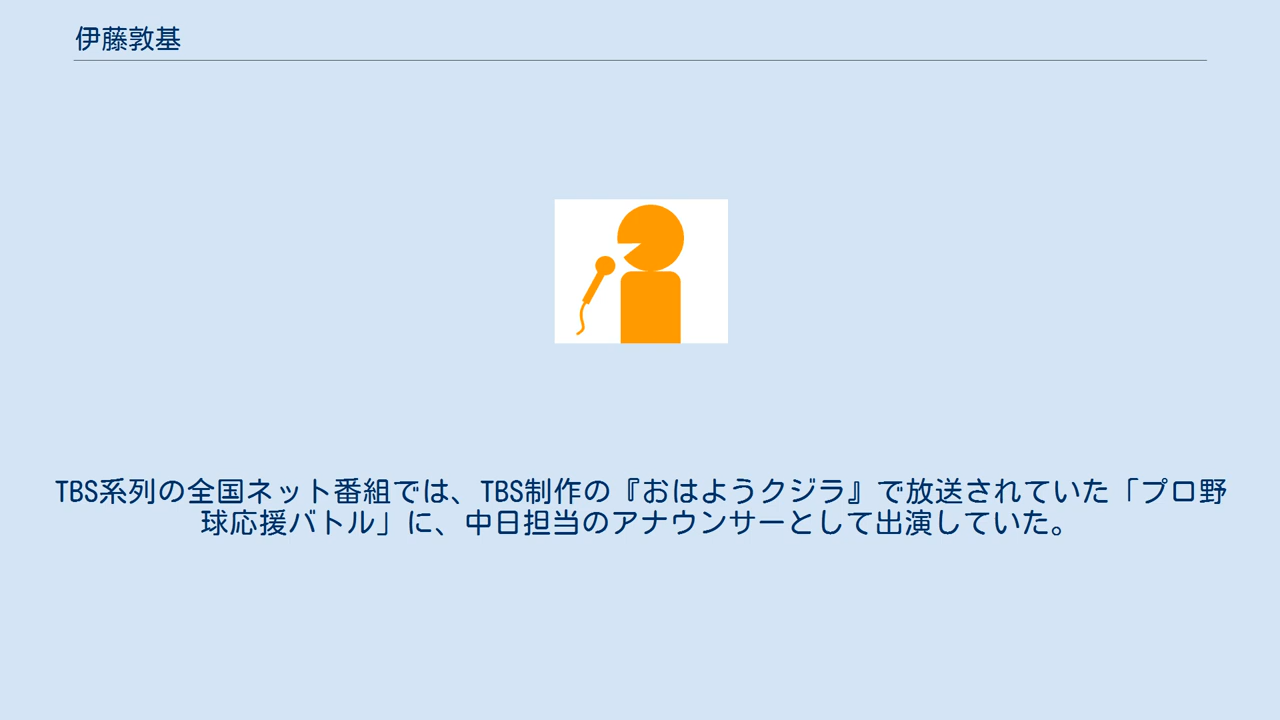 伊藤敦基
TBS系列の全国ネット番組では、TBS制作の『おはようクジラ』で放送されていた「プロ野
球応援バトル」に、中日担当のアナウンサーとして出演していた。